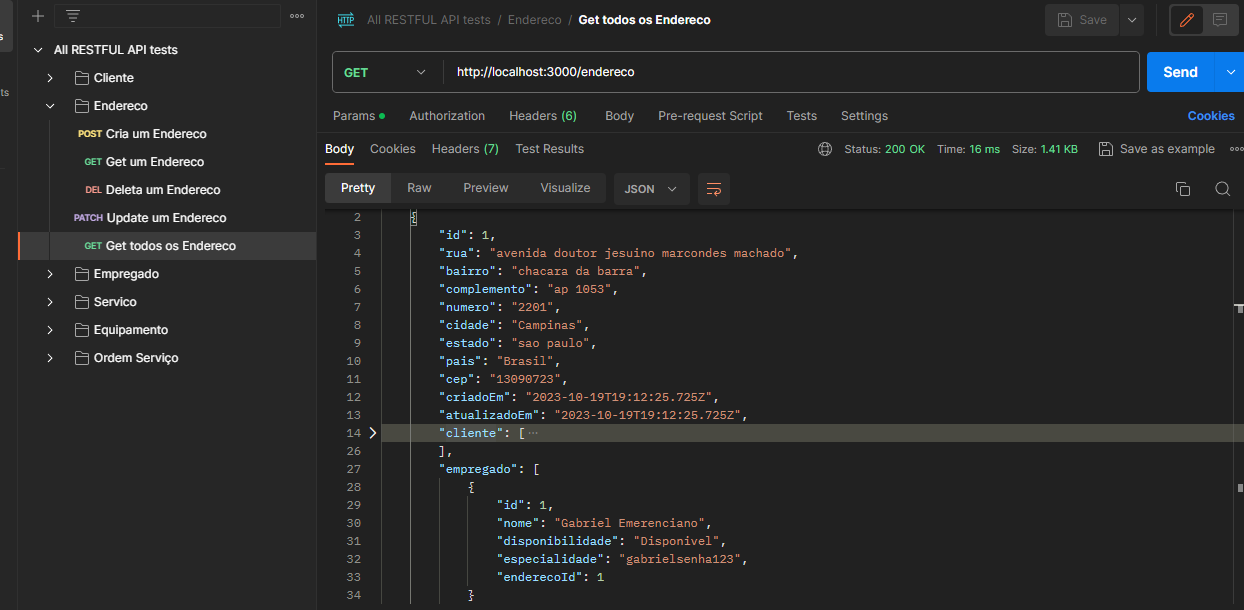 s
ts
All RESTFUL API tests
Cliente
Endereco
POST Cria um Endereco
GET Get um Endereco
DEL Deleta um Endereco
PATCH Update um Endereco
GET Get todos os Endereco
Empregado
Servico
Equipamento
Ordem Serviço
HTTP All RESTFUL API tests / Endereco / Get todos os Endereco
Save
GET http://localhost:3000/endereco
Send
Params Authorization Headers (6) Body Pre-request Script Tests Settings Cookies
Body Cookies Headers (7) Test Results Status: 200 OK Time: 16 ms Size: 1.41 KB Save as example
Pretty Raw Preview Visualize JSON
2 {
3 "id": 1,
4 "rua": "avenida doutor jesuino marcondes machado",
5 "bairro": "chacara da barra",
6 "complemento": "ap 1053",
7 "numero": "2201",
8 "cidade": "Campinas",
9 "estado": "sao paulo",
10 "pais": "Brasil",
11 "cep": "13090723",
12 "criadoEm": "2023-10-19T19:12:25.725Z",
13 "atualizadoEm": "2023-10-19T19:12:25.725Z",
14 "cliente": [ ⋯
26 ],
27 "empregado": [
28 {
29 "id": 1,
30 "nome": "Gabriel Emerenciano",
31 "disponibilidade": "Disponivel",
32 "especialidade": "gabrielsenha123",
33 "enderecoId": 1
34 }